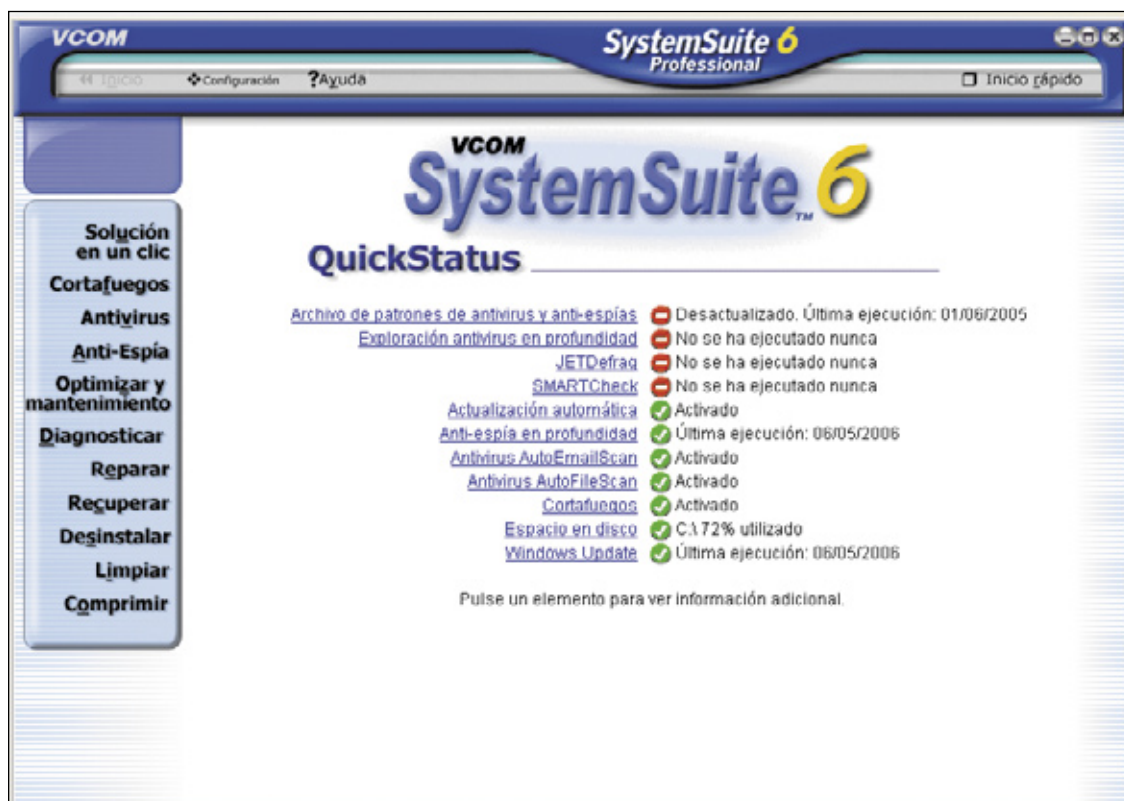 VCOM
SystemSuite 6
Professional
Inicio
Configuración
?Ayuda
Inicio rápido
VCOM
SystemSuite 6
TM
QuickStatus
Solución
en un clic
Cortafuegos
Antivirus
Anti-Espía
Optimizar y
mantenimiento
Diagnosticar
Reparar
Recuperar
Desinstalar
Limpiar
Comprimir
Archivo de patrones de antivirus y anti-espías Desactualizado. Última ejecución: 01/06/2005
Exploración antivirus en profundidad No se ha ejecutado nunca
JETDefrag No se ha ejecutado nunca
SMARTCheck No se ha ejecutado nunca
Actualización automática Activado
Anti-espía en profundidad Última ejecución: 06/05/2006
Antivirus AutoEmailScan Activado
Antivirus AutoFileScan Activado
Cortafuegos Activado
Espacio en disco C:\ 72% utilizado
Windows Update Última ejecución: 06/05/2006
Pulse un elemento para ver información adicional.